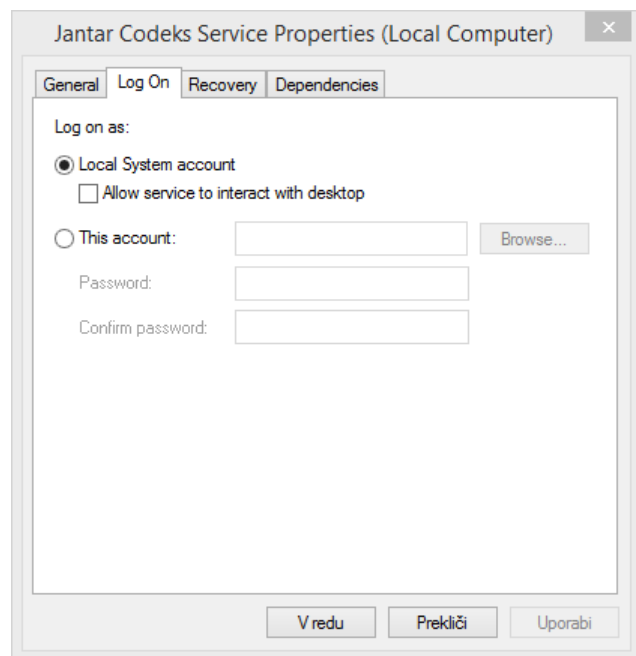 Jantar Codeks Service Properties (Local Computer)
General Log On Recovery Dependencies
Log on as:
Local System account
Allow service to interact with desktop
This account: Browse...
Password:
Confirm password:
V redu Prekliči Uporabi